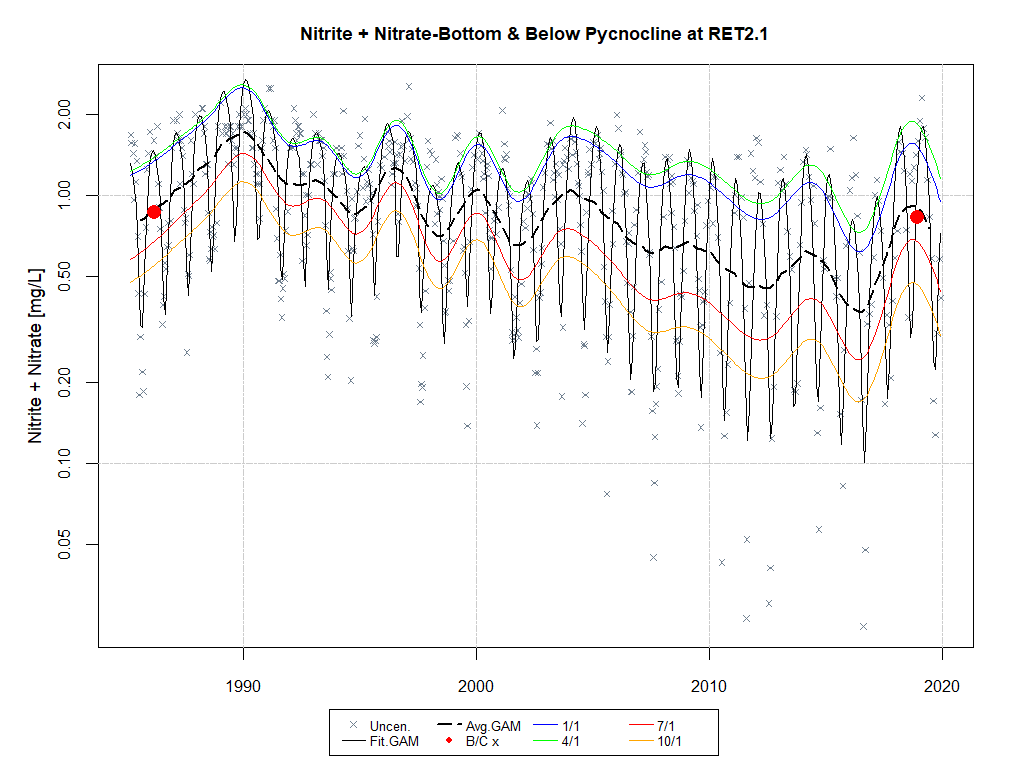 Nitrite + Nitrate-Bottom & Below Pycnocline at RET2.1
Nitrite + Nitrate [mg/L]
2.00
1.00
0.50
0.20
0.10
0.05
1990 2000 2010 2020
Uncen. Avg.GAM 1/1 7/1
Fit.GAM B/C x 4/1 10/1